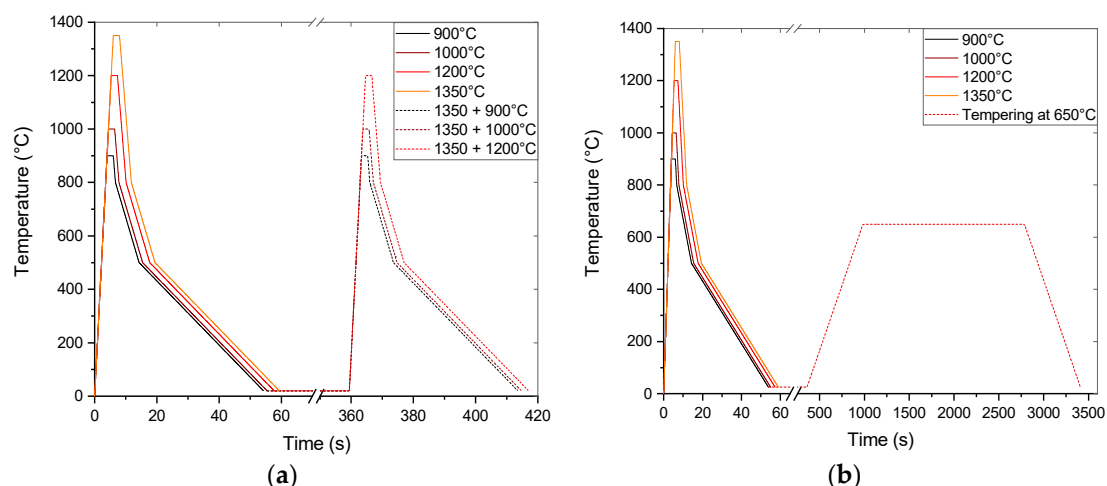 1400
1200
1000
800
600
400
200
0
Temperature (°C)
0
20
40
60
360
380
400
420
Time (s)
900°C
1000°C
1200°C
1350°C
1350 + 900°C
1350 + 1000°C
1350 + 1200°C
(a)
1400
1200
1000
800
600
400
200
0
Temperature (°C)
0
20
40
60
500
1000
1500
2000
2500
3000
3500
Time (s)
900°C
1000°C
1200°C
1350°C
Tempering at 650°C
(b)